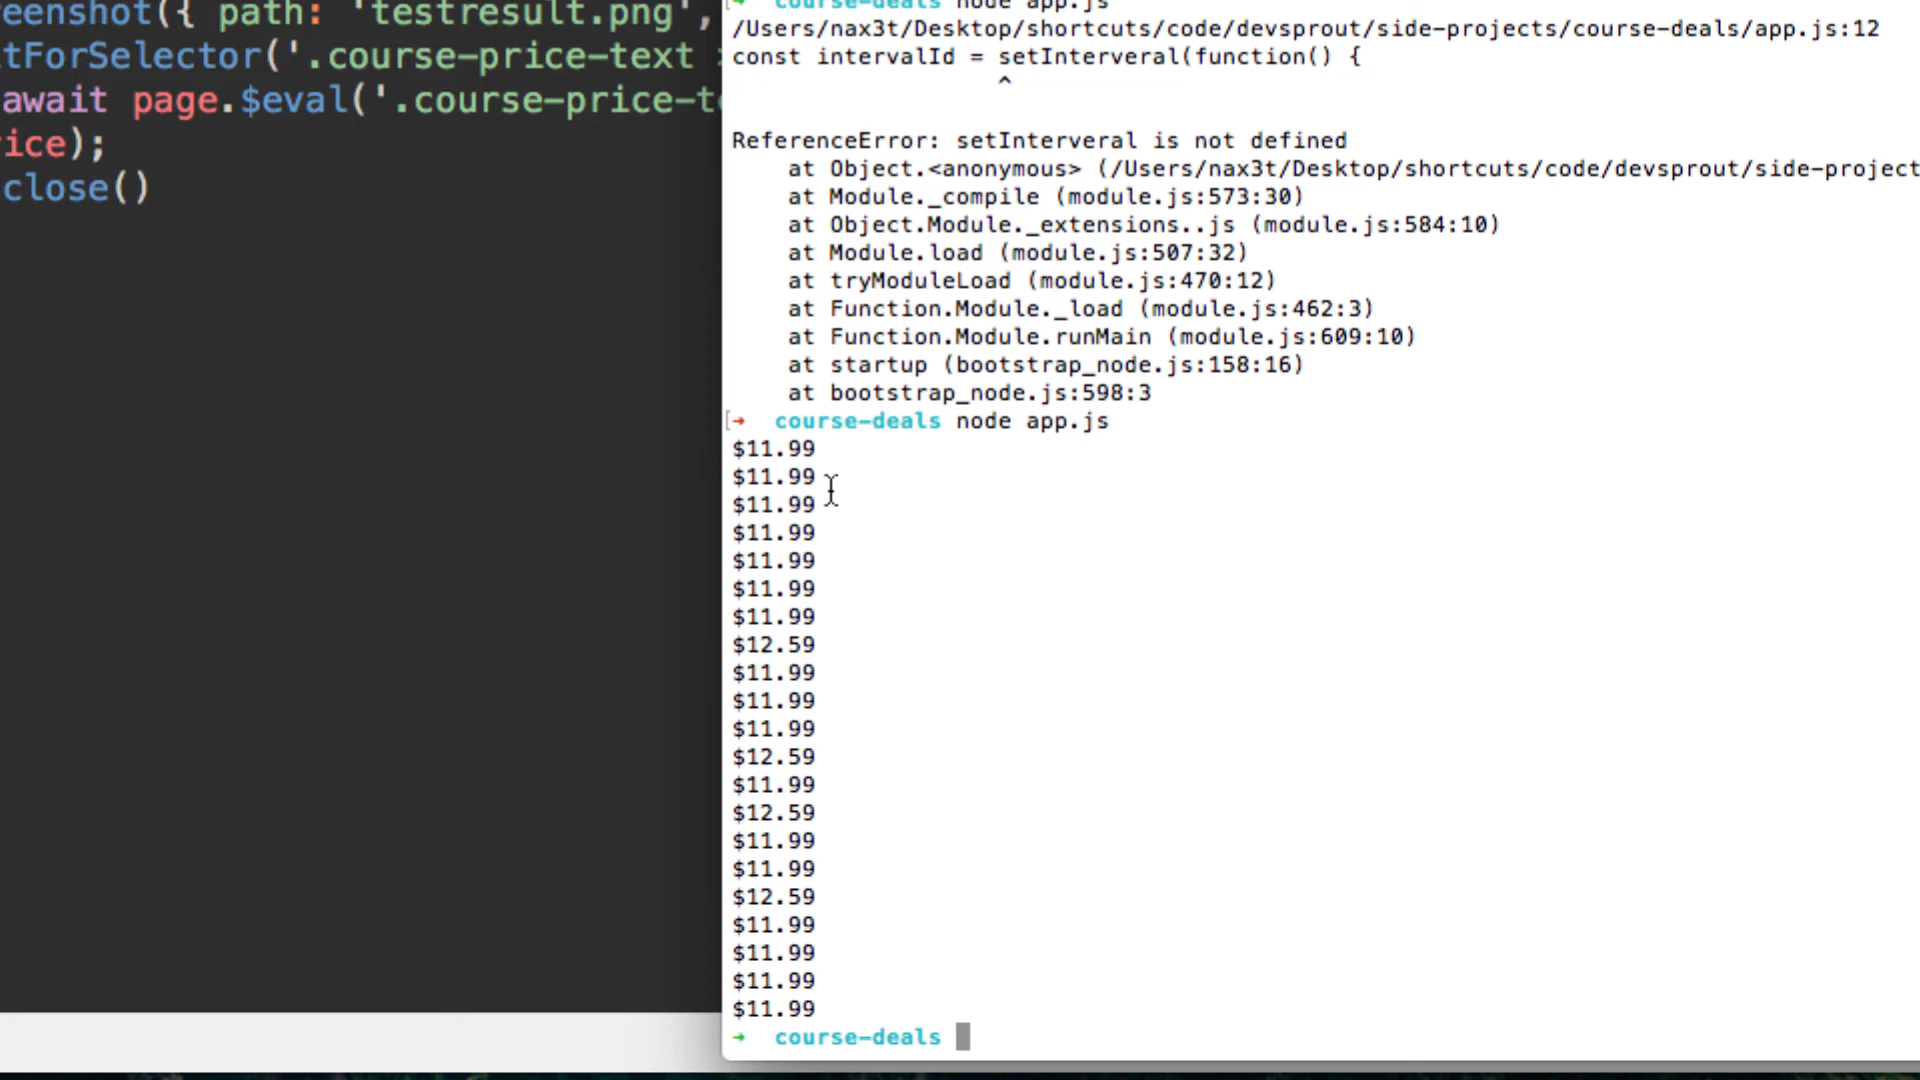 eenshot({ path: 'testresult.png',
tForSelector('.course-price-text
await page.$eval('.course-price-t
ice);
close()
course-deals node app.js
/Users/nax3t/Desktop/shortcuts/code/devsprout/side-projects/course-deals/app.js:12
const intervalId = setInterveral(function() {
^
ReferenceError: setInterveral is not defined
at Object.<anonymous> (/Users/nax3t/Desktop/shortcuts/code/devsprout/side-project
at Module._compile (module.js:573:30)
at Object.Module._extensions..js (module.js:584:10)
at Module.load (module.js:507:32)
at tryModuleLoad (module.js:470:12)
at Function.Module._load (module.js:462:3)
at Function.Module.runMain (module.js:609:10)
at startup (bootstrap_node.js:158:16)
at bootstrap_node.js:598:3
[→ course-deals node app.js
$11.99
$11.99
$11.99
$11.99
$11.99
$11.99
$11.99
$12.59
$11.99
$11.99
$11.99
$12.59
$11.99
$12.59
$11.99
$11.99
$12.59
$11.99
$11.99
$11.99
$11.99
→ course-deals